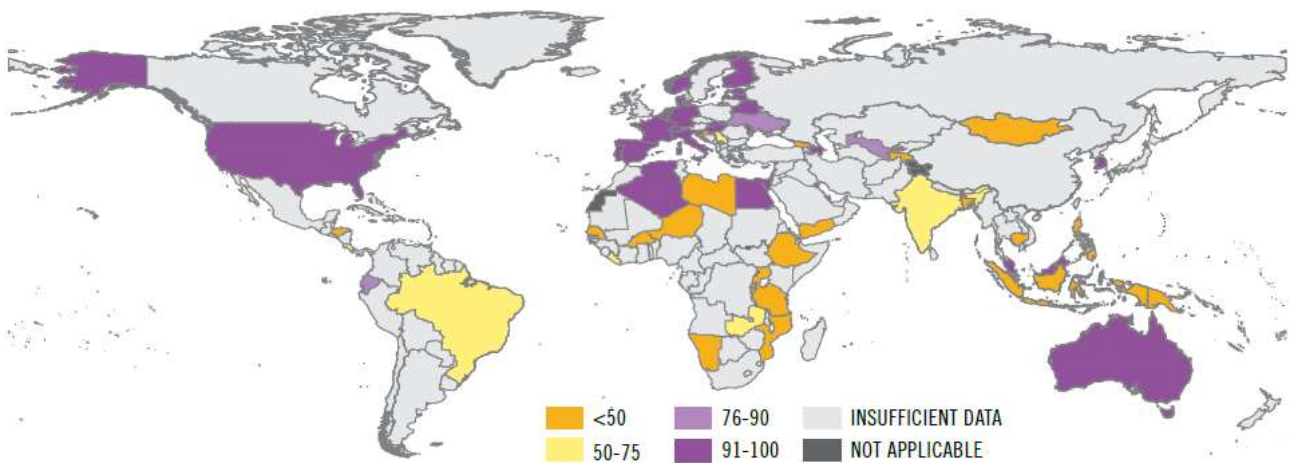 <50 76-90 INSUFFICIENT DATA
50-75 91-100 NOT APPLICABLE